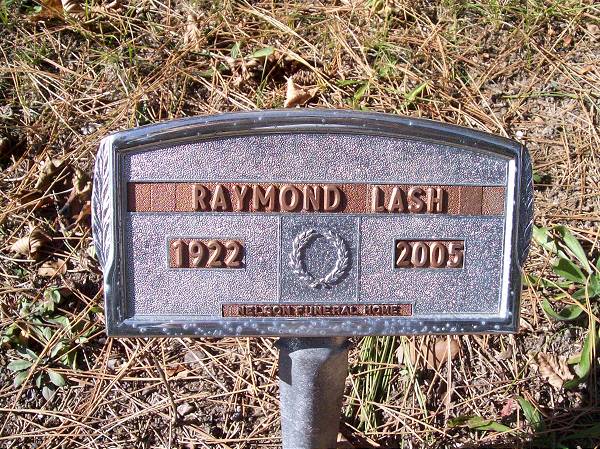 RAYMOND LASH
1922 2005
NELSON FUNERAL HOME